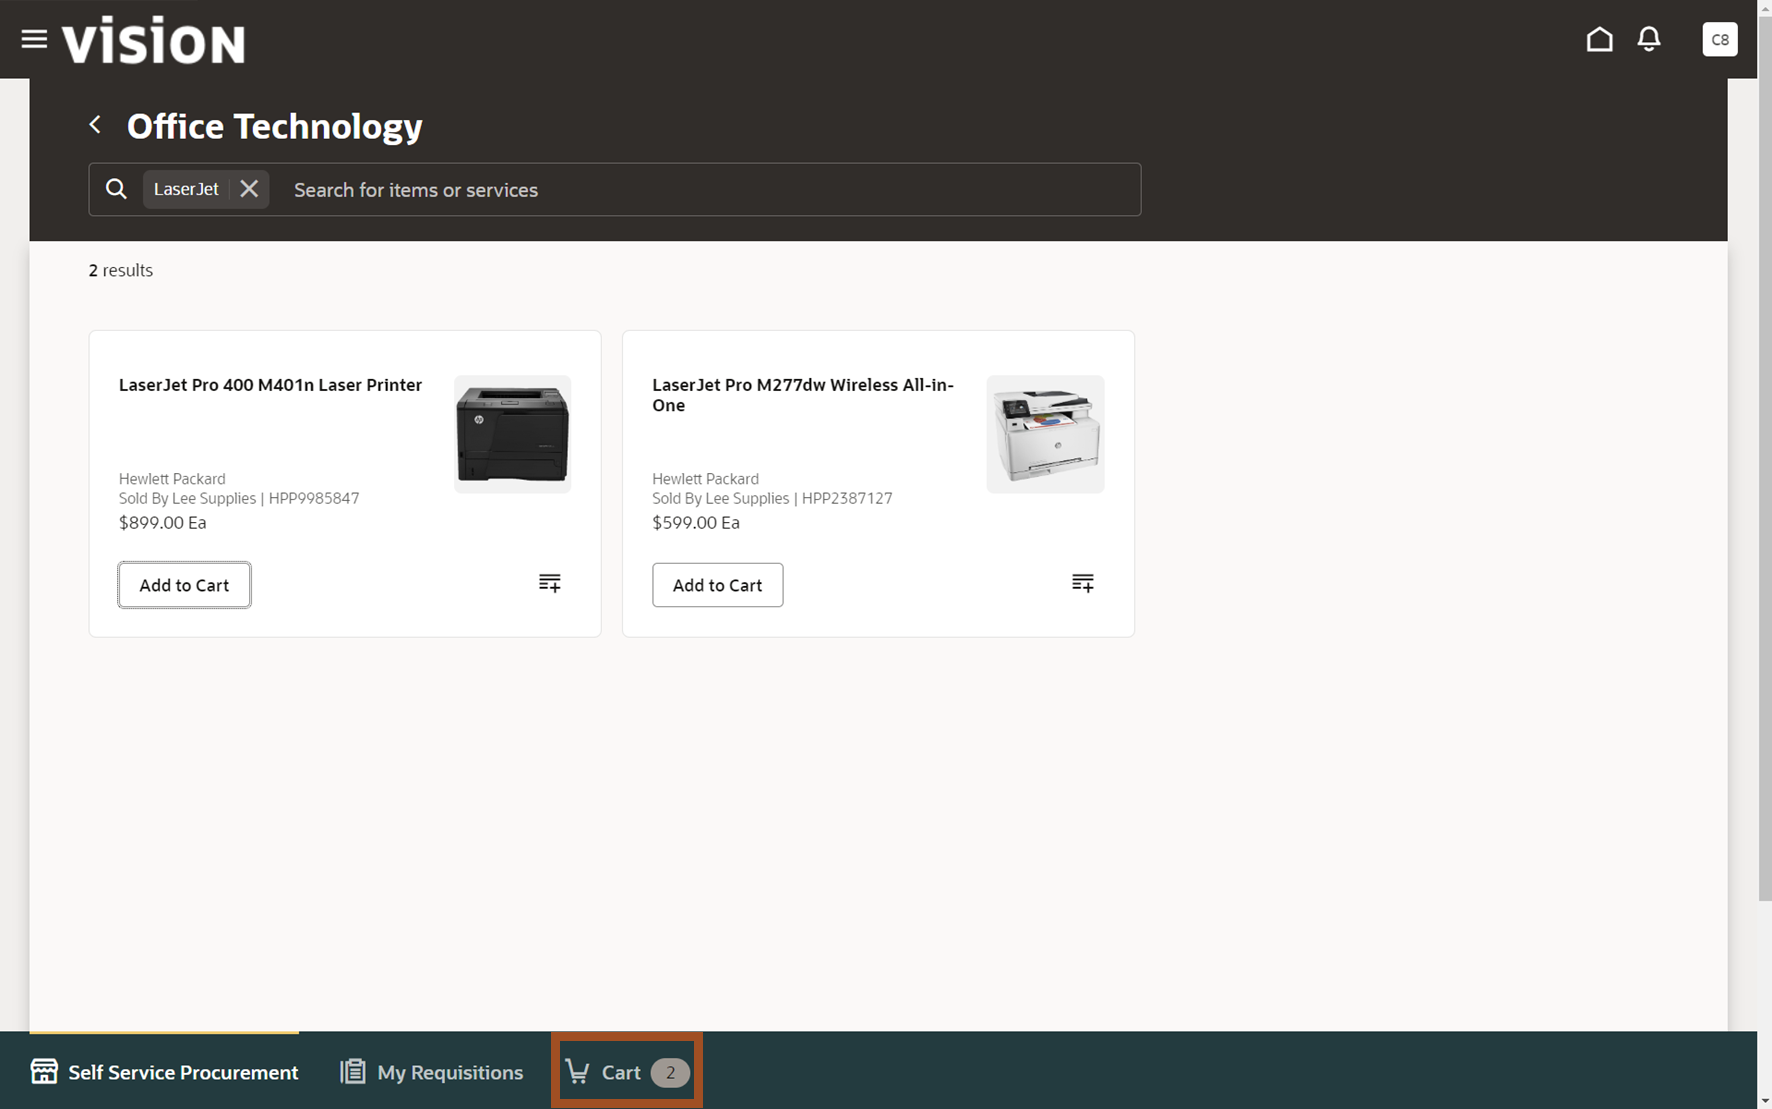 vision
C8
Office Technology
LaserJet
Search for items or services
2 results
LaserJet Pro 400 M401n Laser Printer
Hewlett Packard
Sold By Lee Supplies | HPP9985847
$899.00 Ea
Add to Cart
LaserJet Pro M277dw Wireless All-in-
One
Hewlett Packard
Sold By Lee Supplies | HPP2387127
$599.00 Ea
Add to Cart
Self Service Procurement
My Requisitions
Cart 2